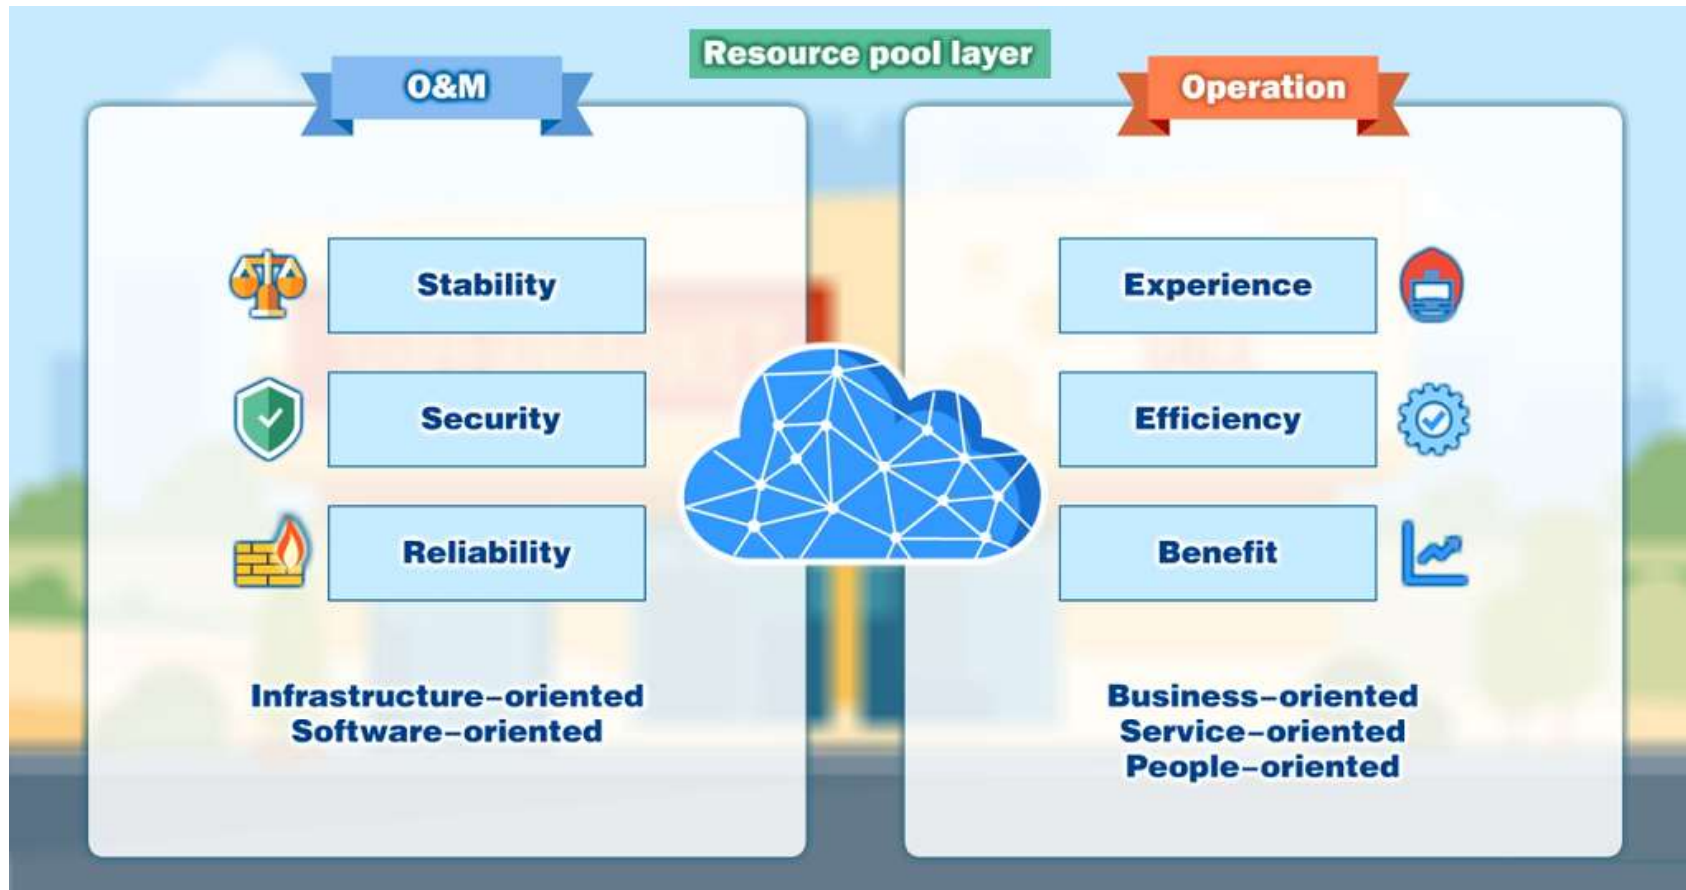 Resource pool layer
O&M
Stability
Security
Reliability
Infrastructure-oriented
Software-oriented
Operation
Experience
Efficiency
Benefit
Business-oriented
Service-oriented
People-oriented